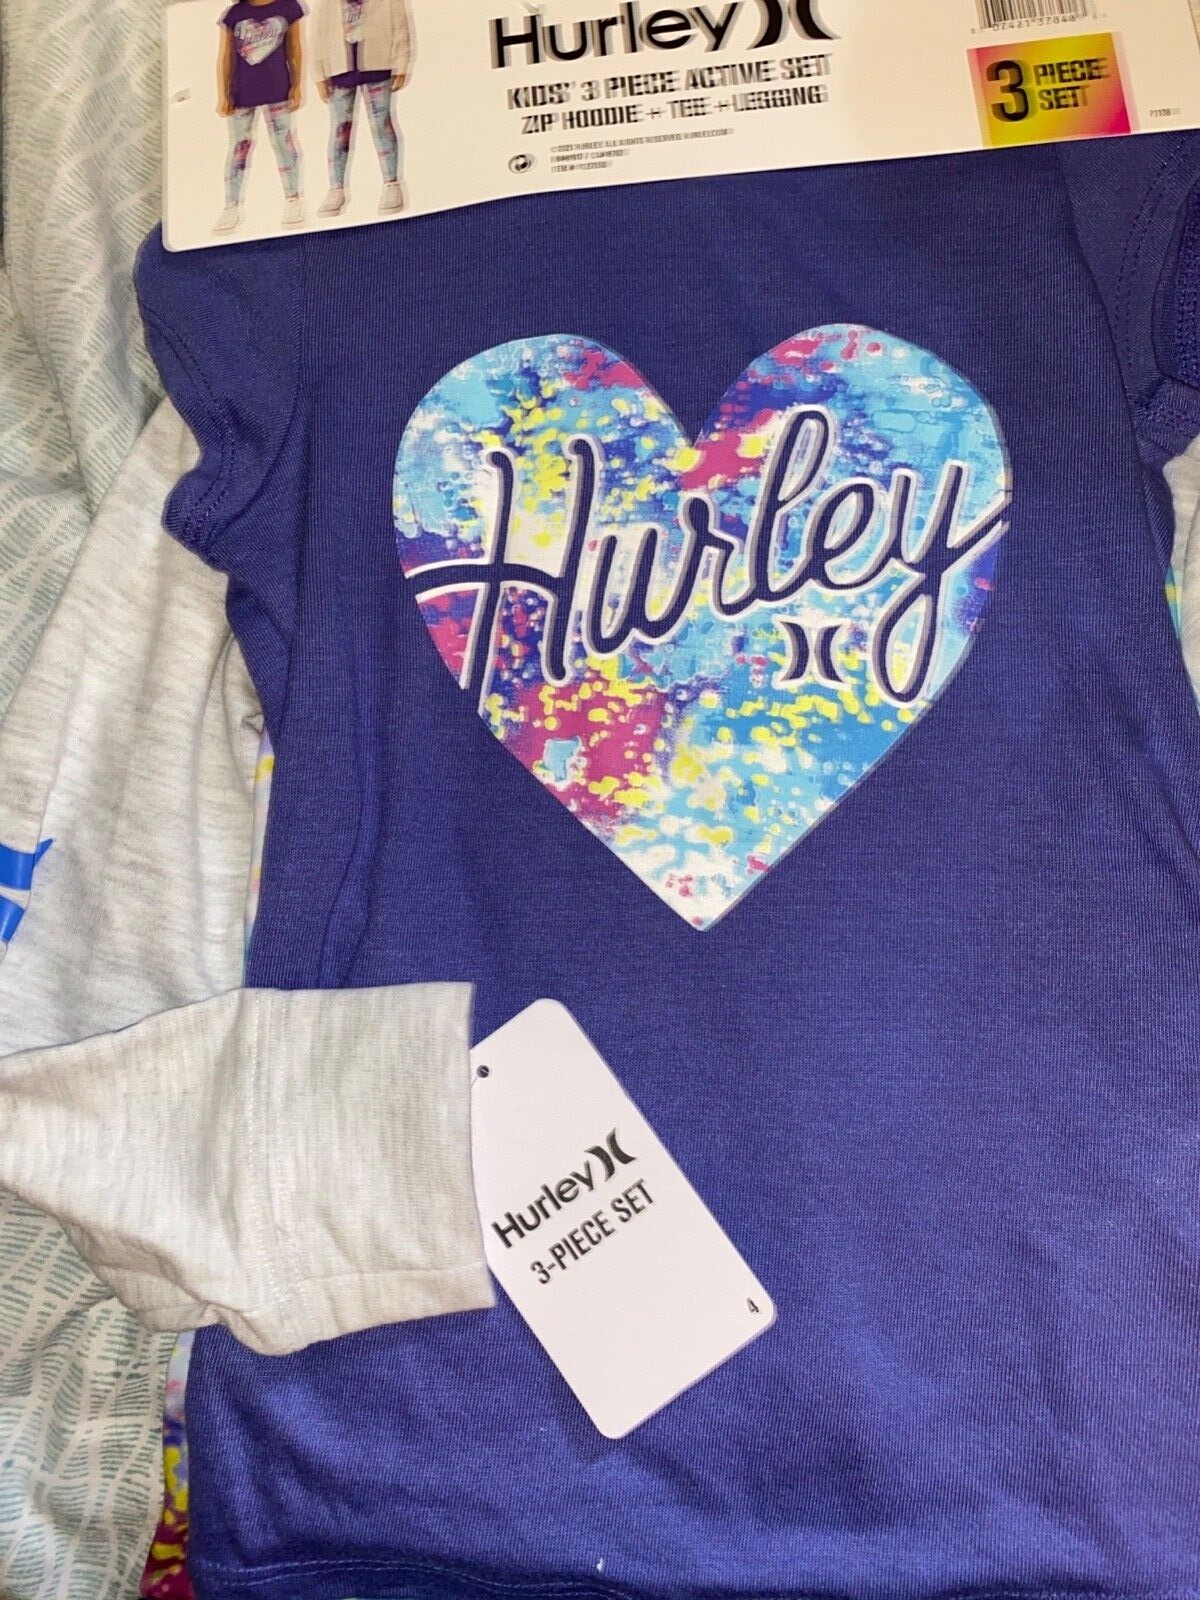 Hurley
KIDS' 3 PIECE ACTIVE SET
ZIP HOODIE + TEE + LEGGING
3 PIECE
SET
Hurley
Hurley
3-PIECE SET
4